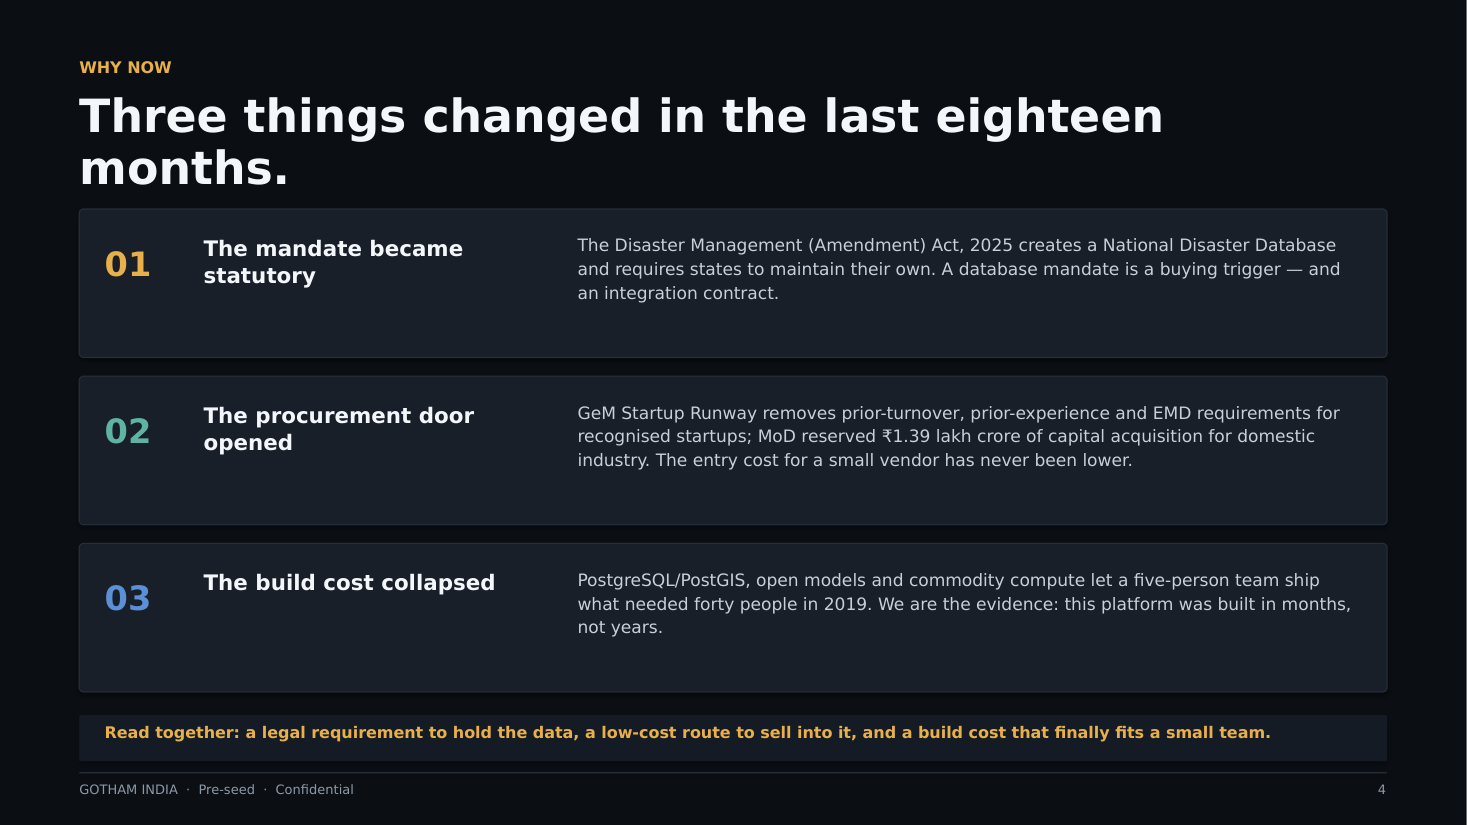 WHY NOW
Three things changed in the last eighteen
months.
01
The mandate became
statutory
The Disaster Management (Amendment) Act, 2025 creates a National Disaster Database
and requires states to maintain their own. A database mandate is a buying trigger — and
an integration contract.
02
The procurement door
opened
GeM Startup Runway removes prior-turnover, prior-experience and EMD requirements for
recognised startups; MoD reserved ₹1.39 lakh crore of capital acquisition for domestic
industry. The entry cost for a small vendor has never been lower.
03
The build cost collapsed
PostgreSQL/PostGIS, open models and commodity compute let a five-person team ship
what needed forty people in 2019. We are the evidence: this platform was built in months,
not years.
Read together: a legal requirement to hold the data, a low-cost route to sell into it, and a build cost that finally fits a small team.
GOTHAM INDIA · Pre-seed · Confidential
4